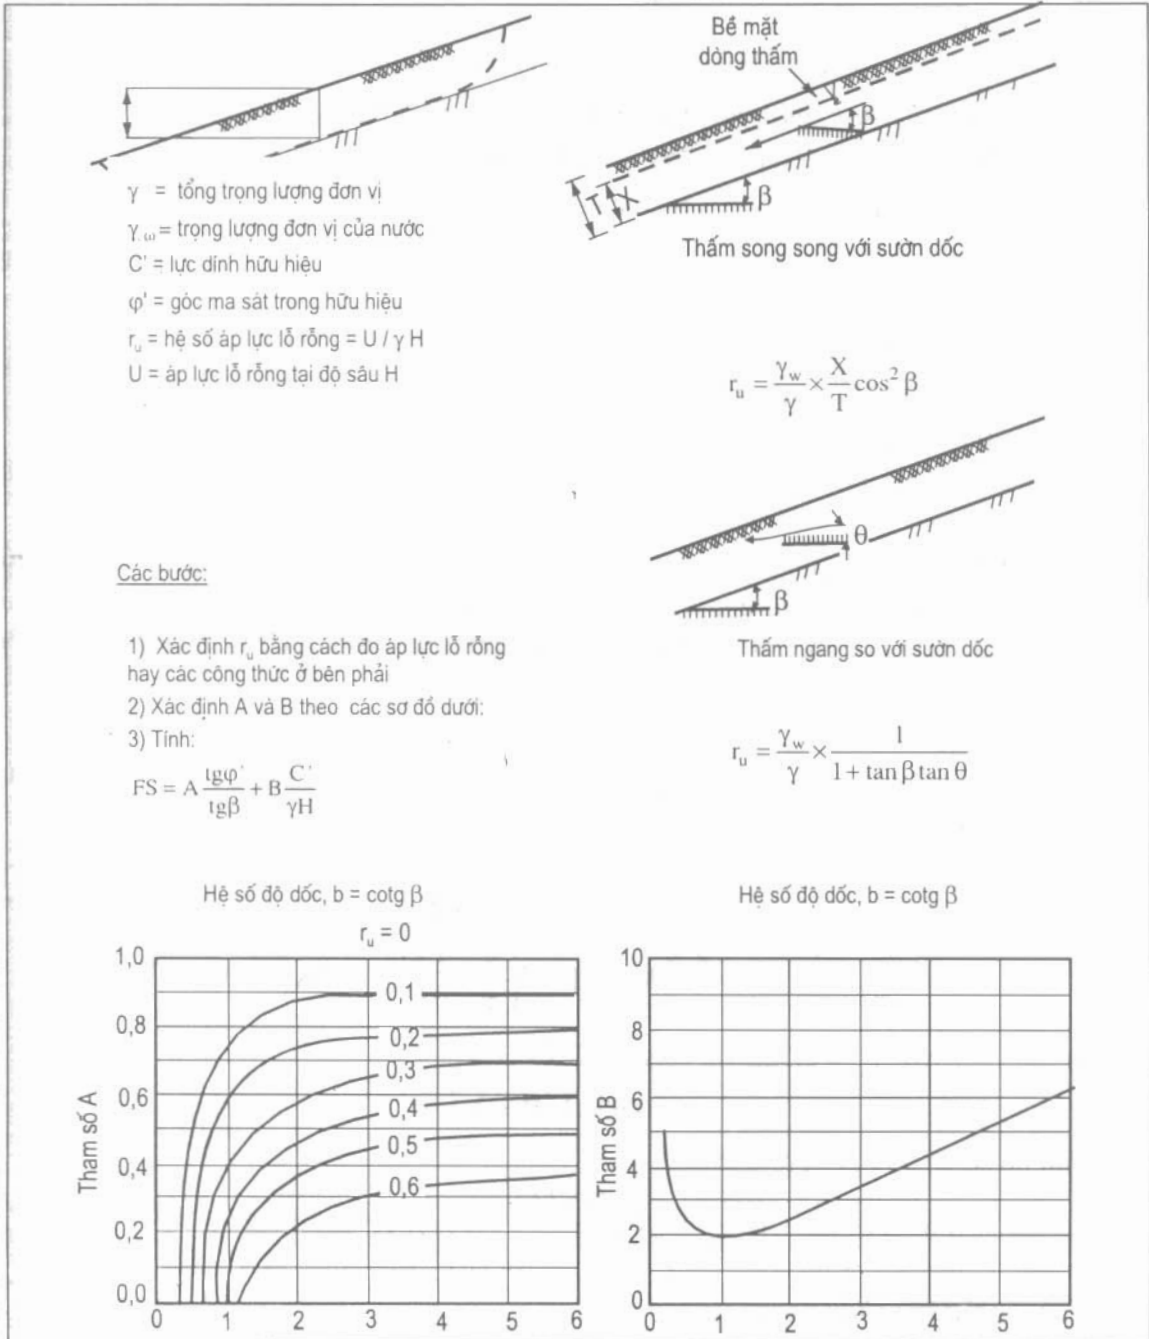 Bề mặt
dòng thấm
β
β
T
X
Thấm song song với sườn dốc
γ = tổng trọng lượng đơn vị
γ ω = trọng lượng đơn vị của nước
C' = lực dính hữu hiệu
φ' = góc ma sát trong hữu hiệu
r_u = hệ số áp lực lỗ rỗng = U / γ H
U = áp lực lỗ rỗng tại độ sâu H
r_u = γ_w/γ × X/T cos² β
θ
β
Thấm ngang so với sườn dốc
r_u = γ_w/γ × 1/(1 + tan β tan θ)
Các bước:
1) Xác định r_u bằng cách đo áp lực lỗ rỗng
hay các công thức ở bên phải
2) Xác định A và B theo các sơ đồ dưới:
3) Tính:
FS = A tgφ'/tgβ + B C'/γH
Hệ số độ dốc, b = cotg β
r_u = 0
Tham số A
1,0
0,8
0,6
0,4
0,2
0,0
0,1
0,2
0,3
0,4
0,5
0,6
0 1 2 3 4 5 6
Hệ số độ dốc, b = cotg β
Tham số B
10
8
6
4
2
0
0 1 2 3 4 5 6